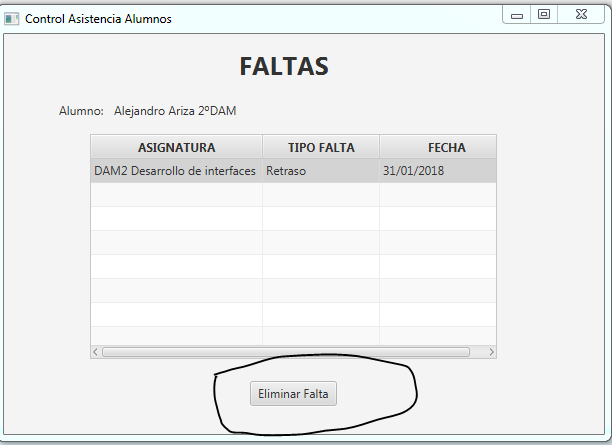 Control Asistencia Alumnos
FALTAS
Alumno: Alejandro Ariza 2ºDAM
ASIGNATURA TIPO FALTA FECHA
DAM2 Desarrollo de interfaces Retraso 31/01/2018
Eliminar Falta